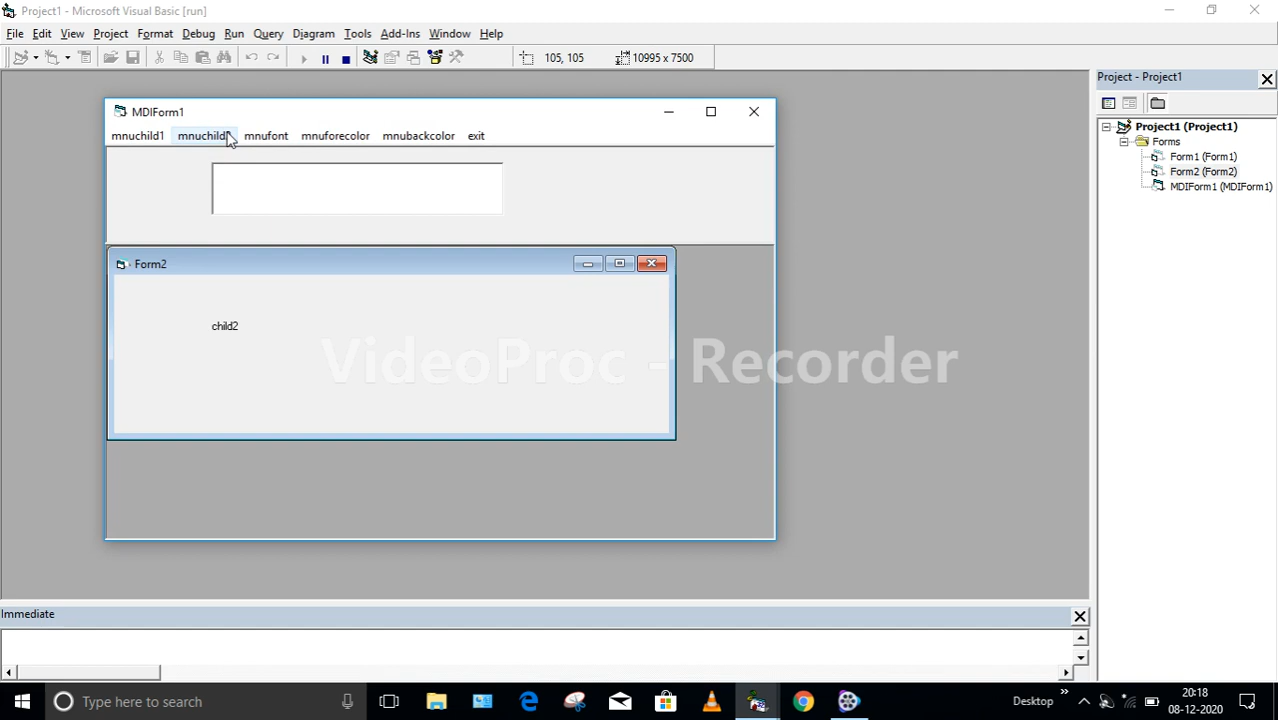 Project1 - Microsoft Visual Basic [run]
File Edit View Project Format Debug Run Query Diagram Tools Add-Ins Window Help
105, 105 10995 x 7500
Project - Project1
MDIForm1
mnuchild1 mnuchild mnufont mnuforecolor mnubackcolor exit
Project1 (Project1)
Forms
Form1 (Form1)
Form2 (Form2)
MDIForm1 (MDIForm1)
Form2
child2
VideoProc - Recorder
Immediate
Type here to search
Desktop
20:18
08-12-2020